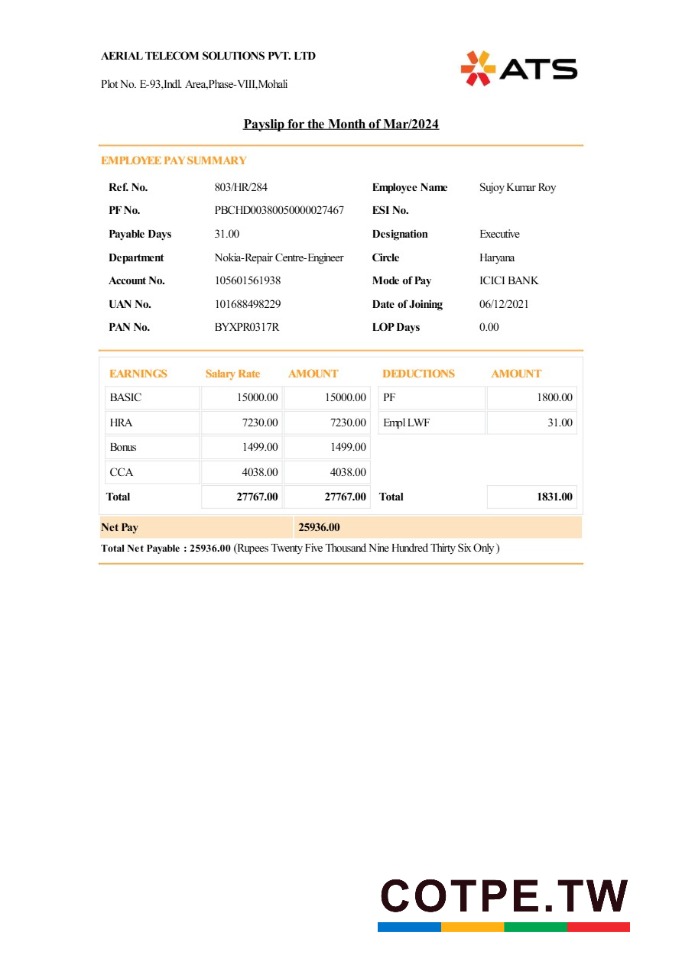 AERIAL TELECOM SOLUTIONS PVT. LTD
ATS
Plot No. E-93,Indl. Area,Phase-VIII,Mohali
Payslip for the Month of Mar/2024
EMPLOYEE PAY SUMMARY
Ref. No. 803/HR/284 Employee Name Sujoy Kumar Roy
PF No. PBCHD00380050000027467 ESI No.
Payable Days 31.00 Designation Executive
Department Nokia-Repair Centre-Engineer Circle Haryana
Account No. 105601561938 Mode of Pay ICICI BANK
UAN No. 101688498229 Date of Joining 06/12/2021
PAN No. BYXPR0317R LOP Days 0.00
EARNINGS Salary Rate AMOUNT DEDUCTIONS AMOUNT
BASIC 15000.00 15000.00 PF 1800.00
HRA 7230.00 7230.00 Empl LWF 31.00
Bonus 1499.00 1499.00
CCA 4038.00 4038.00
Total 27767.00 27767.00 Total 1831.00
Net Pay 25936.00
Total Net Payable : 25936.00 (Rupees Twenty Five Thousand Nine Hundred Thirty Six Only )
COTPE.TW